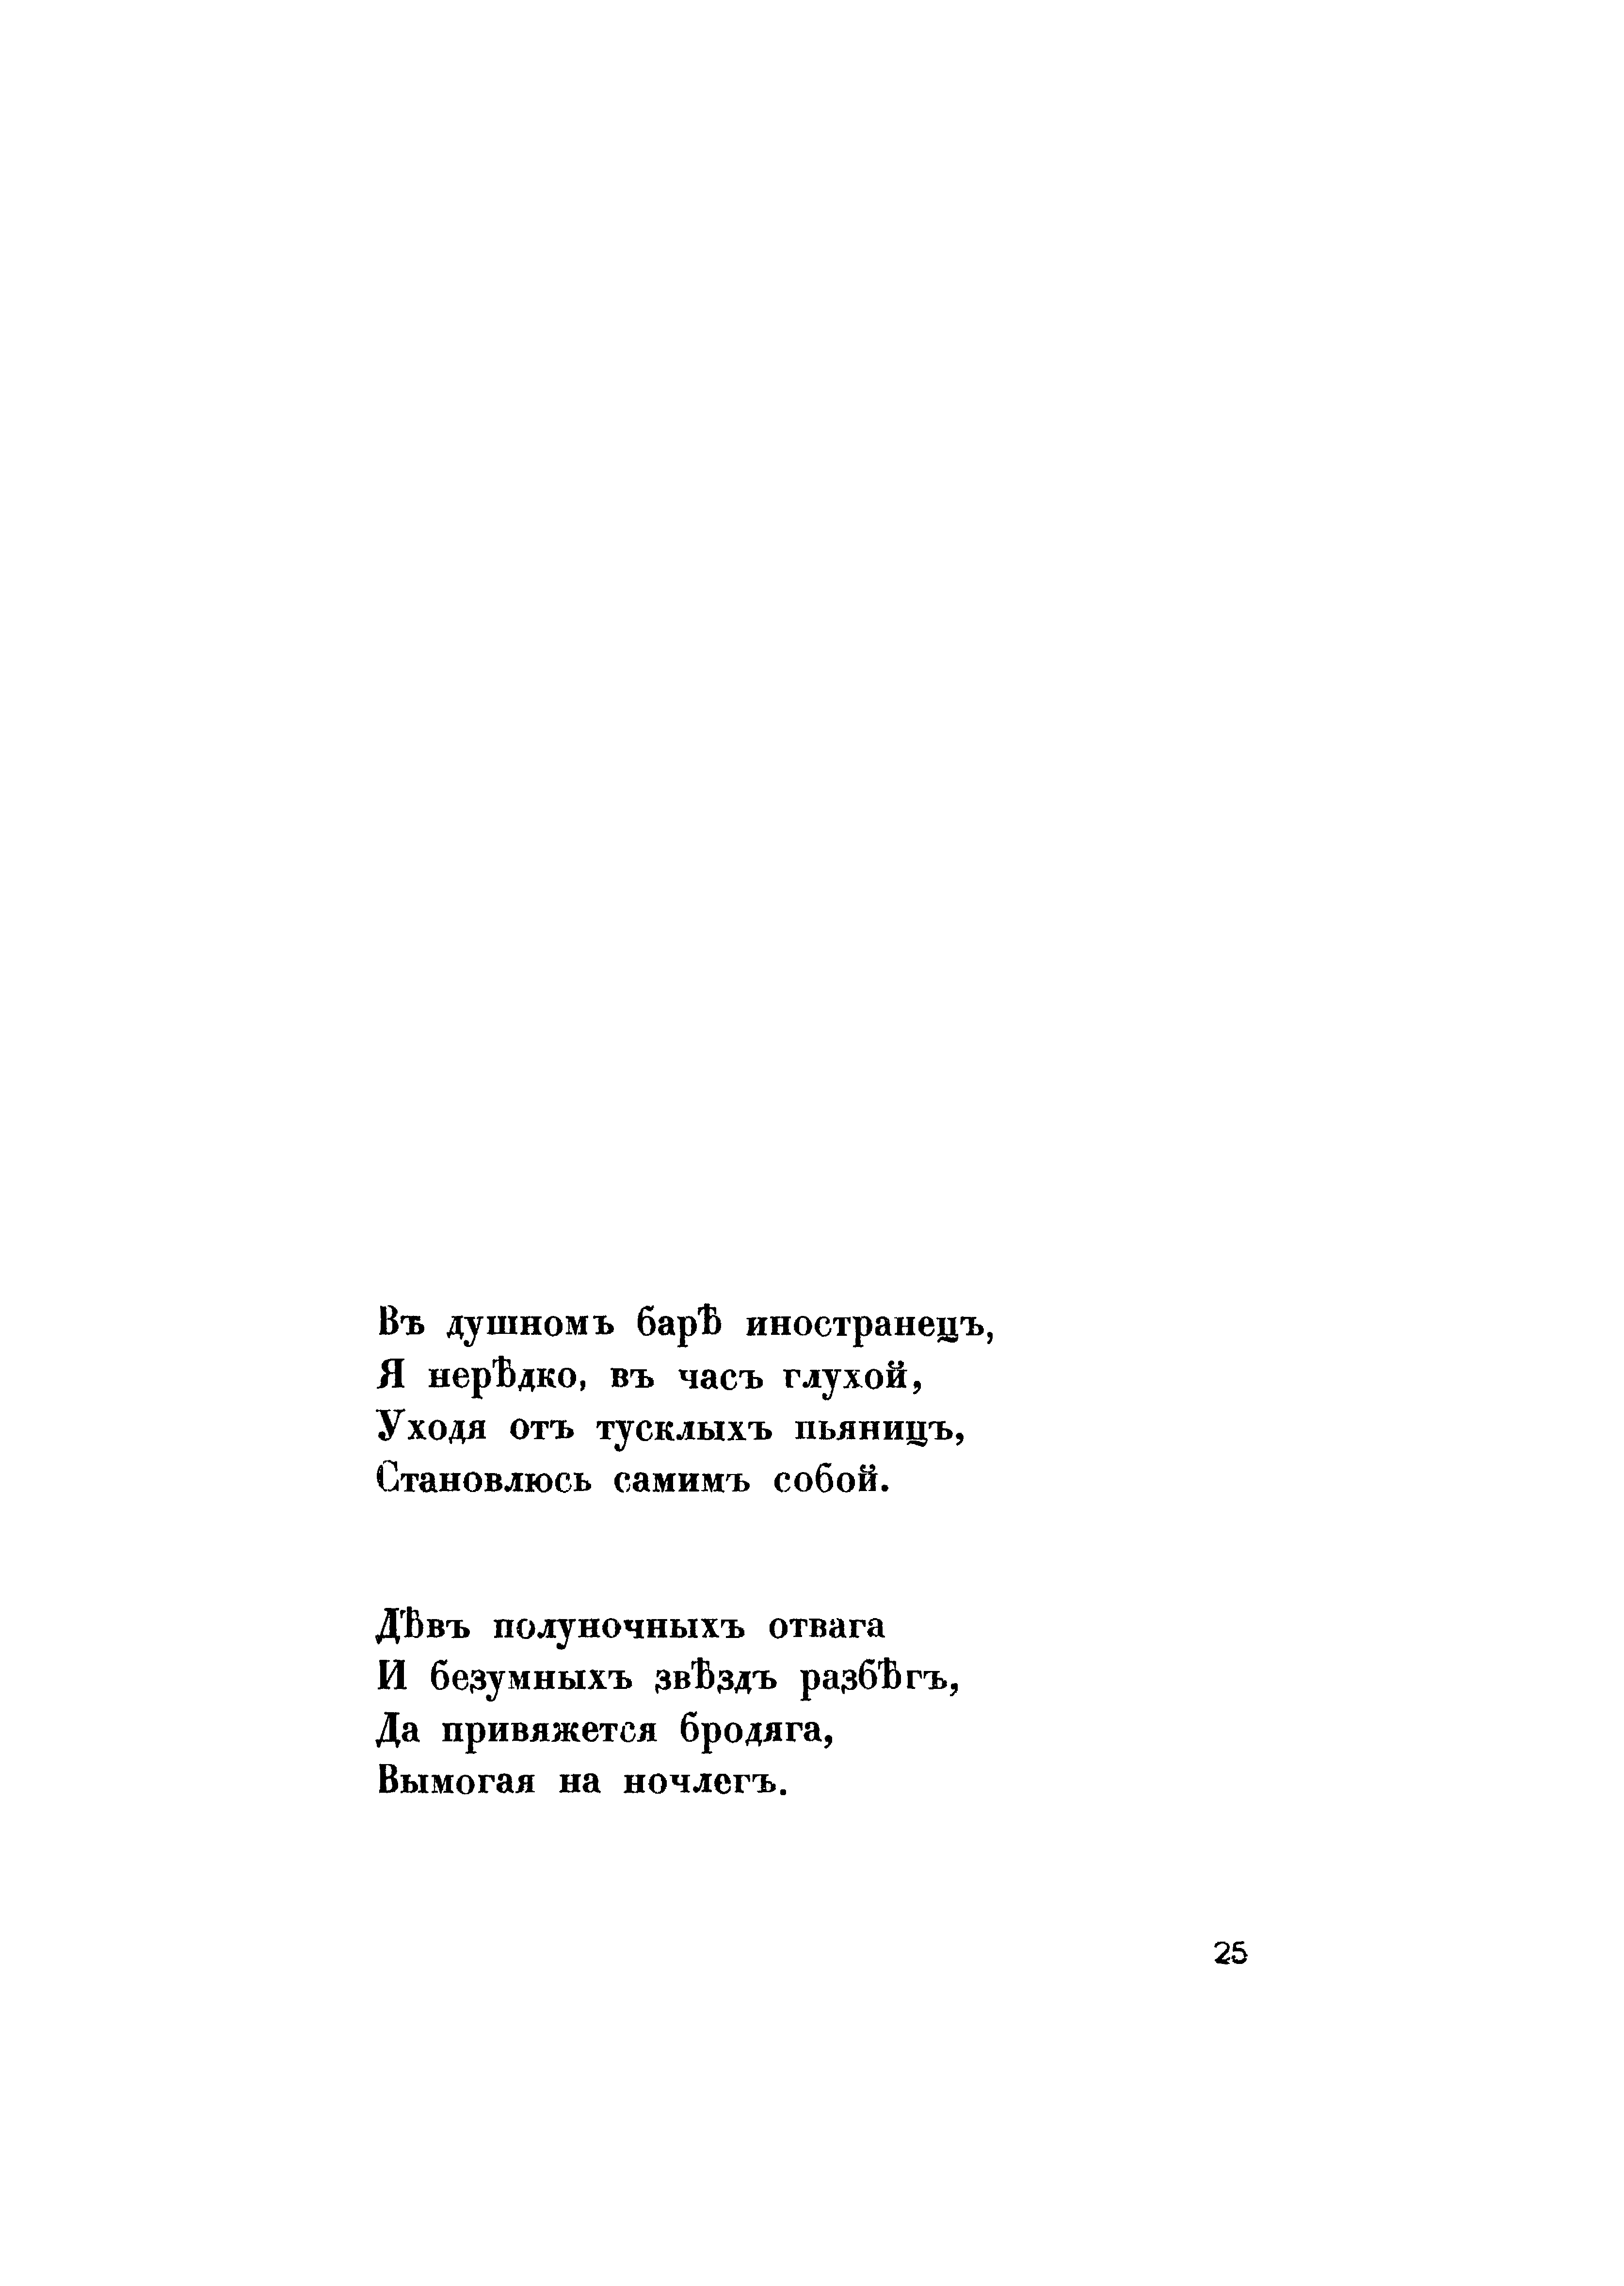 Въ душномъ барѣ иностранецъ,
Я нерѣдко, въ часъ глухой,
Уходя отъ тусклыхъ пьяницъ,
Становлюсь самимъ собой.
Дѣвъ полуночныхъ отвага
И безумныхъ звѣздъ разбѣгъ,
Да привяжется бродяга,
Вымогая на ночлегъ.
25